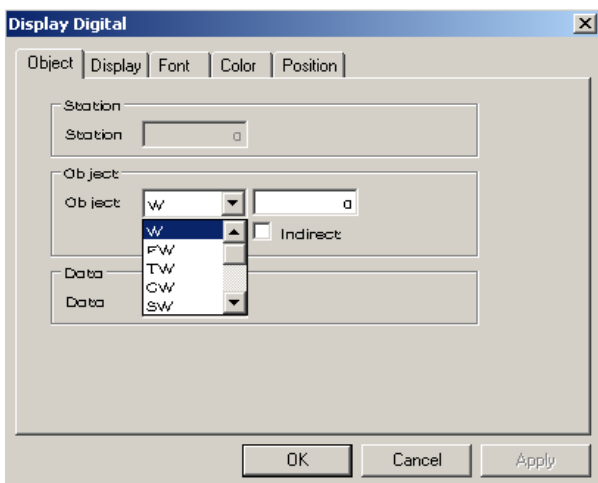 Display Digital
Object Display Font Color Position
Station
Station 0
Object
Object W 0
W
Indirect
FW
TW
CW
SW
Data
Data
OK Cancel Apply